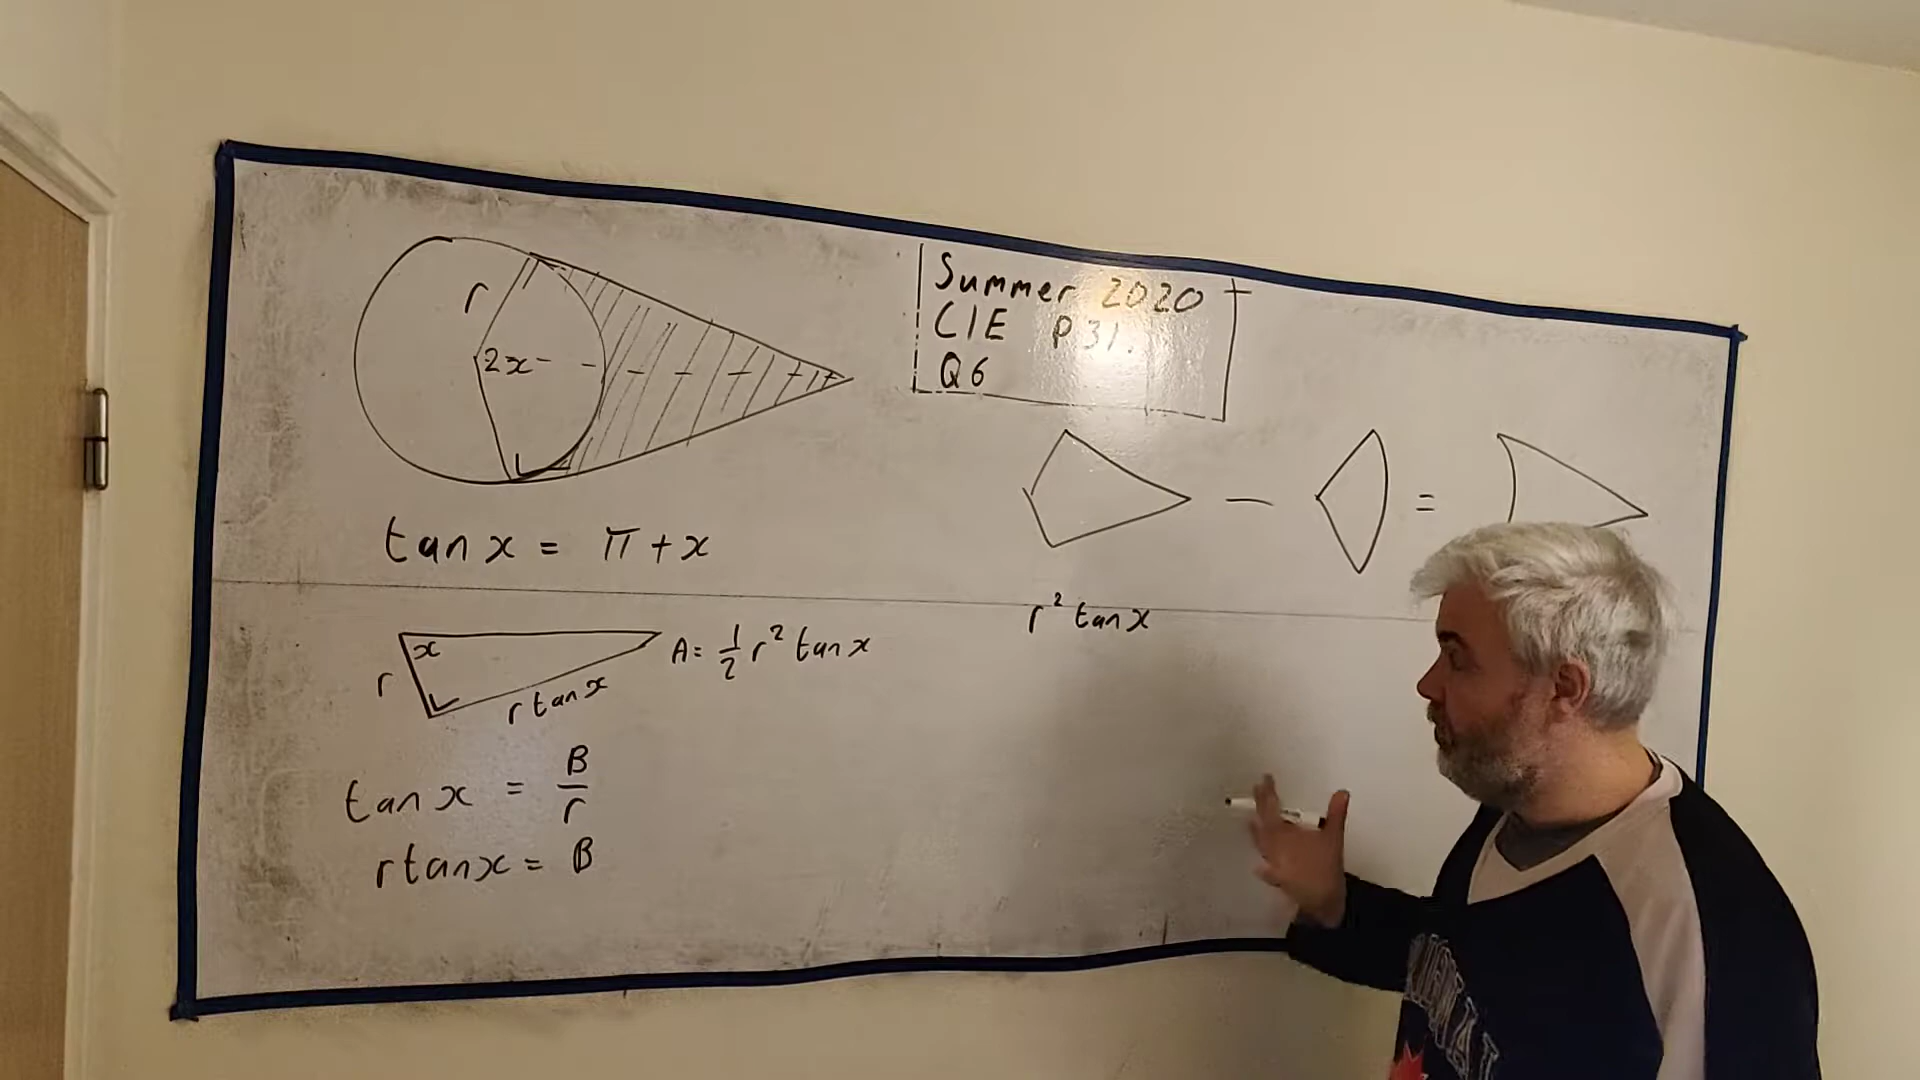 r
2x
Summer 2020
CIE P31.
Q6
tan x = π + x
x
r
r tan x
A = 1/2 r² tan x
r² tan x
tan x = B/r
r tan x = B